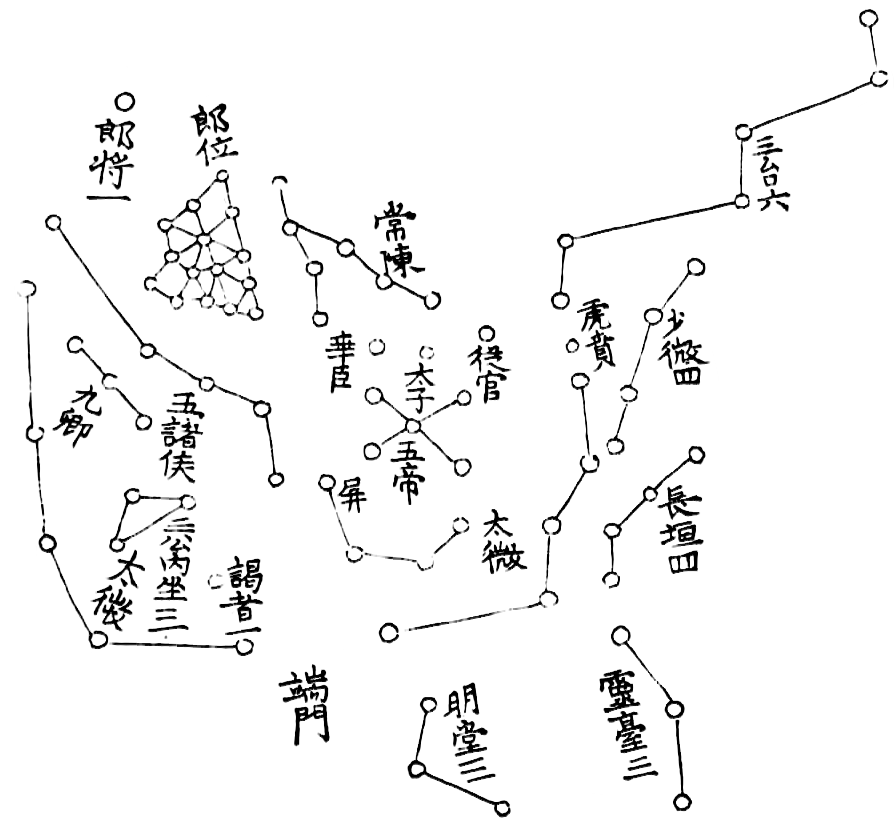 三台六
郎位
郎将一
常陳
少微四
虎賁
從官
太子
幸臣
五帝
九卿
五諸侯
屏
長垣四
太微
三公内坐三
謁者一
太微
端門
明堂三
靈臺三